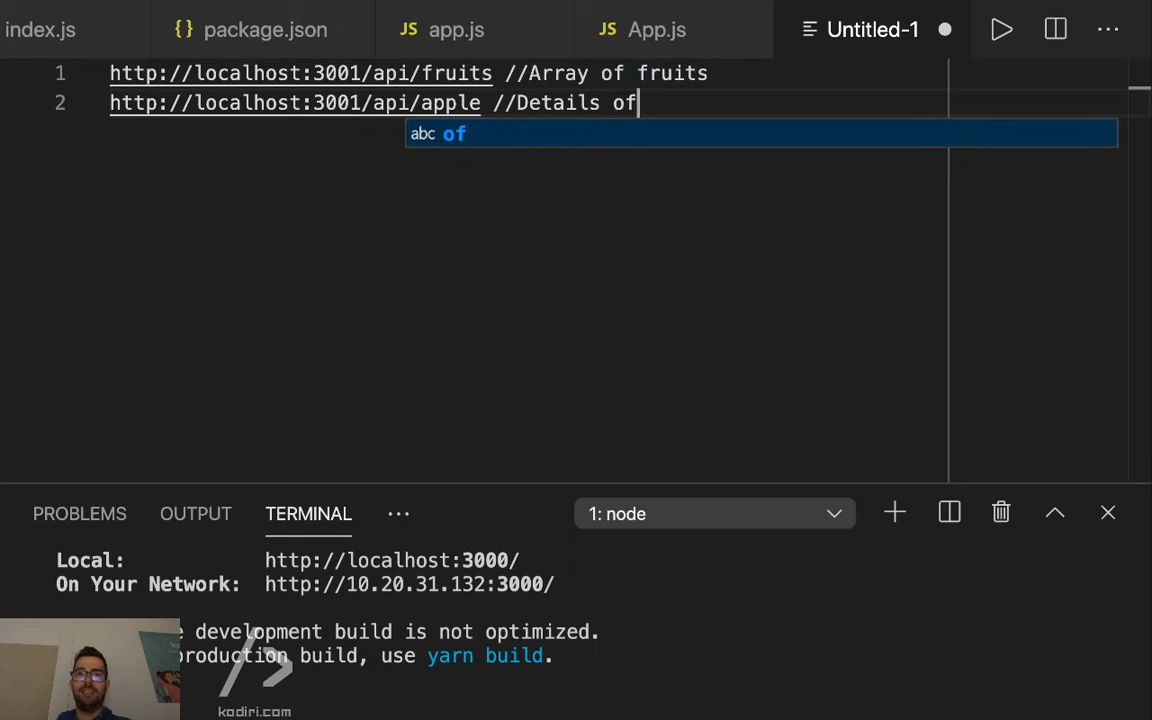 index.js {} package.json JS app.js JS App.js Untitled-1
1 http://localhost:3001/api/fruits //Array of fruits
2 http://localhost:3001/api/apple //Details of
abc of
PROBLEMS OUTPUT TERMINAL ··· 1: node
Local: http://localhost:3000/
On Your Network: http://10.20.31.132:3000/
e development build is not optimized.
production build, use yarn build.
/>
kodiri.com